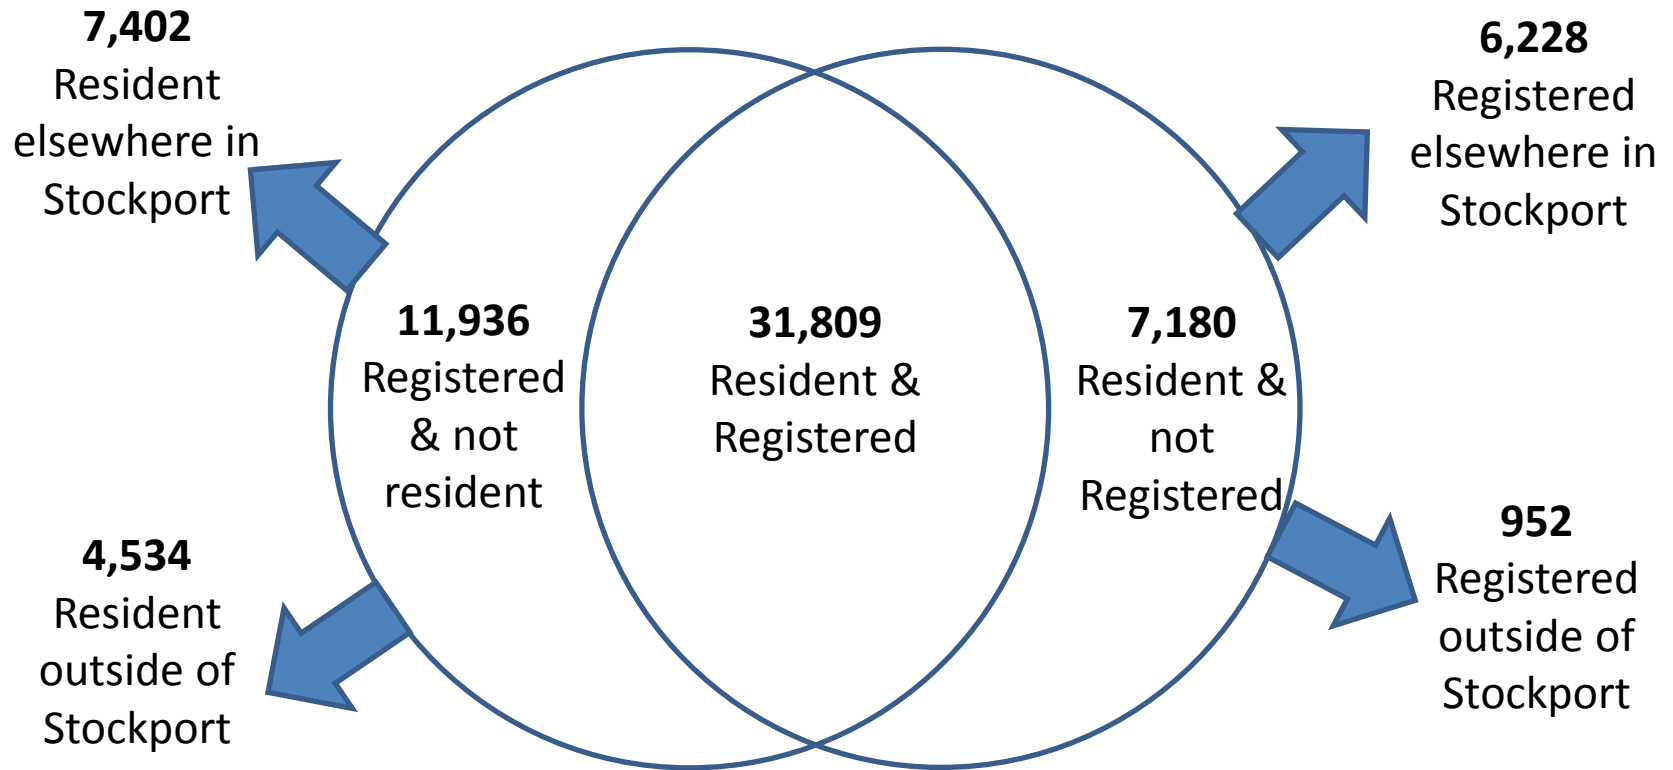 7,402
Resident
elsewhere in
Stockport
4,534
Resident
outside of
Stockport
11,936
Registered
& not
resident
31,809
Resident &
Registered
7,180
Resident &
not
Registered
6,228
Registered
elsewhere in
Stockport
952
Registered
outside of
Stockport